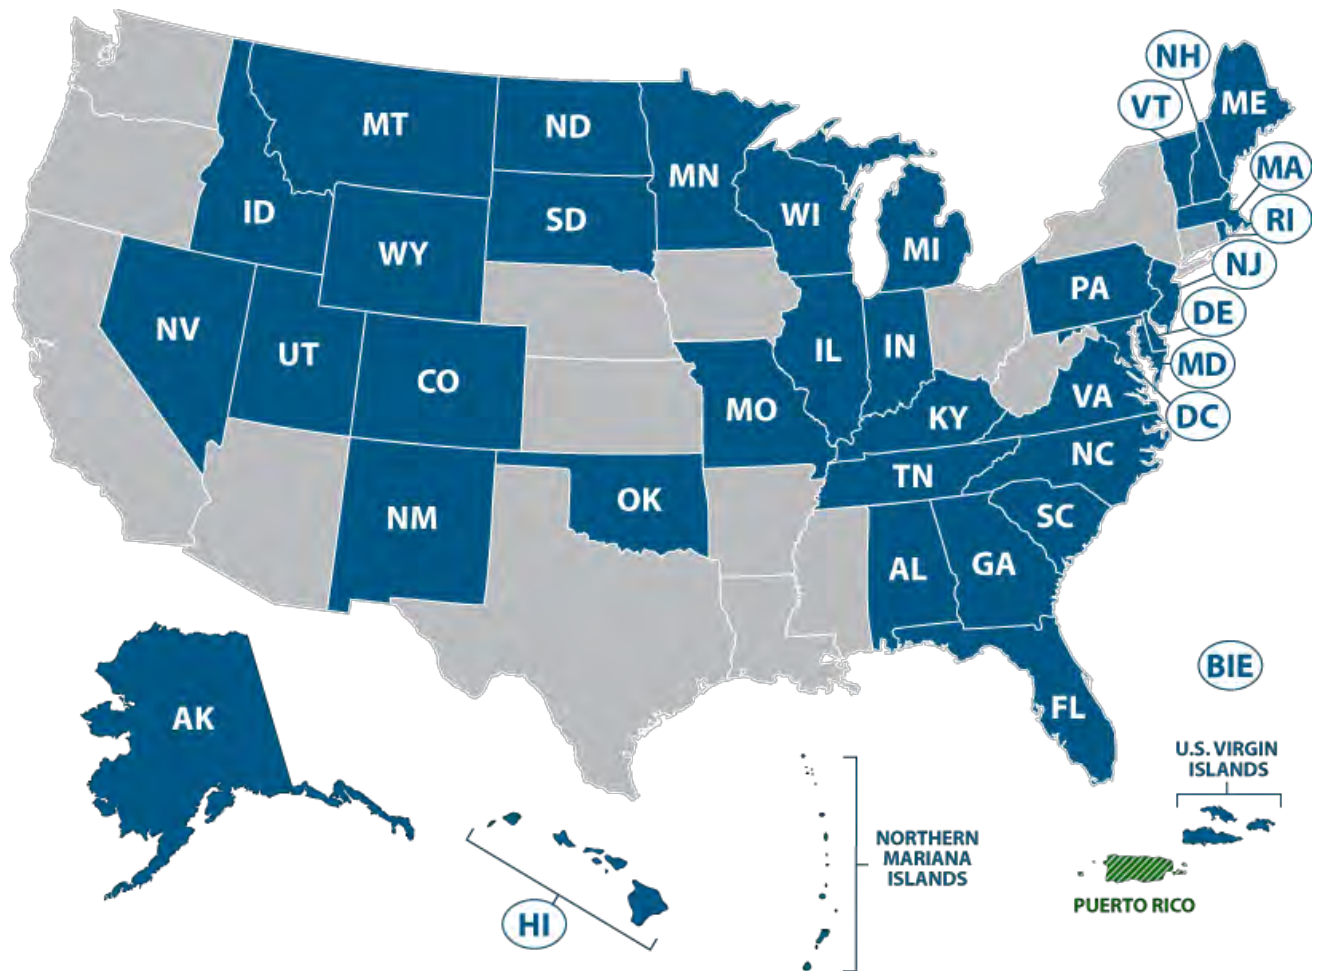 NH
VT
ME
MT
ND
MN
MA
ID
SD
WI
RI
WY
MI
NJ
PA
DE
NV
UT
IL
IN
CO
MD
VA
MO
KY
DC
NC
TN
OK
NM
SC
AL
GA
BIE
FL
AK
U.S. VIRGIN
ISLANDS
NORTHERN
MARIANA
ISLANDS
PUERTO RICO
HI